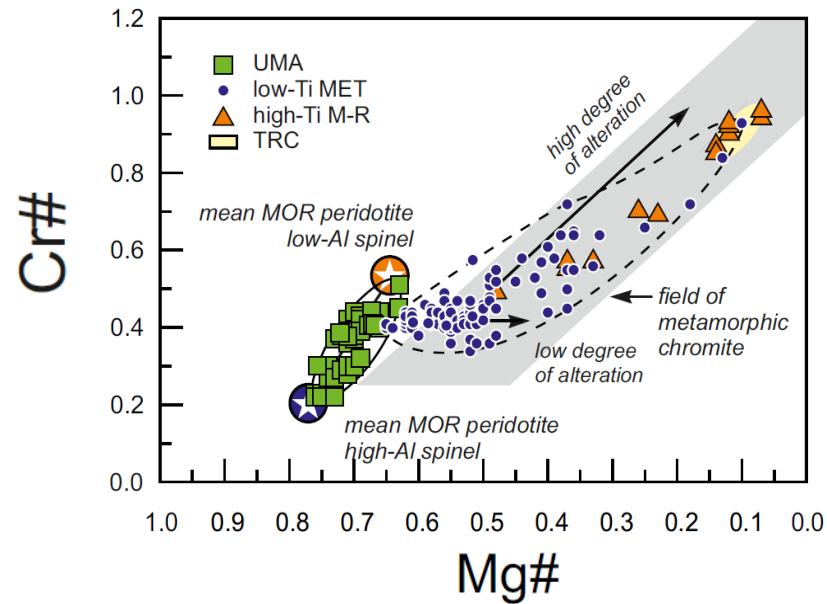 1.2
1.0
0.8
0.6
0.4
0.2
0.0
Cr#
UMA
low-Ti MET
high-Ti M-R
TRC
high degree
of alteration
mean MOR peridotite
low-Al spinel
field of
metamorphic
chromite
low degree
of alteration
mean MOR peridotite
high-Al spinel
1.0 0.9 0.8 0.7 0.6 0.5 0.4 0.3 0.2 0.1 0.0
Mg#